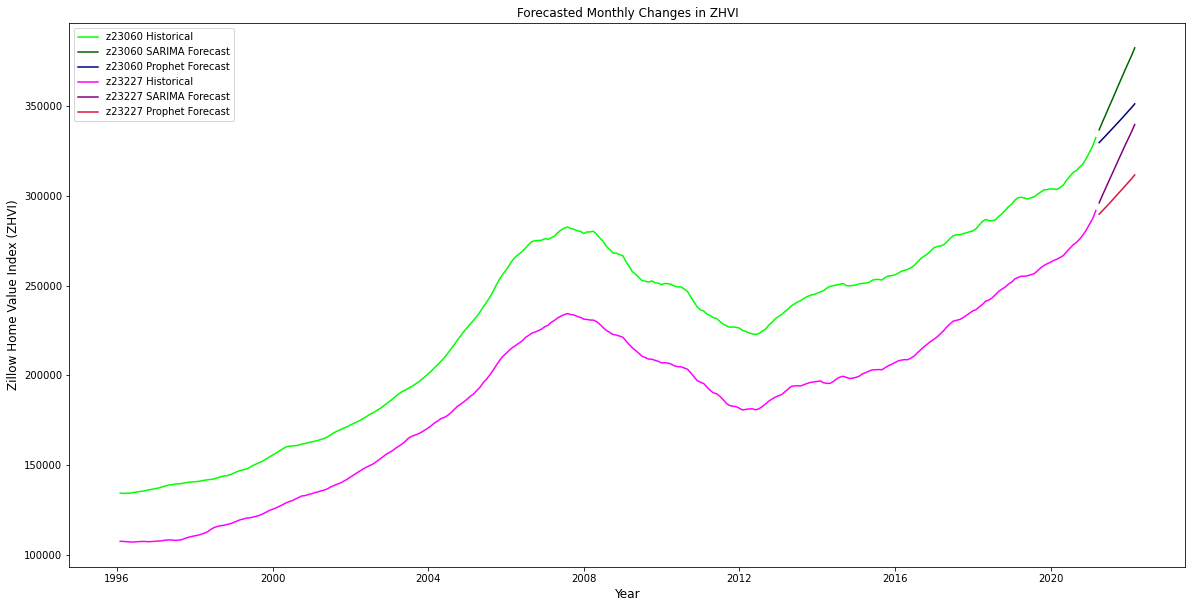 Forecasted Monthly Changes in ZHVI
z23060 Historical
z23060 SARIMA Forecast
z23060 Prophet Forecast
z23227 Historical
z23227 SARIMA Forecast
z23227 Prophet Forecast
Zillow Home Value Index (ZHVI)
350000
300000
250000
200000
150000
100000
1996
2000
2004
2008
2012
2016
2020
Year